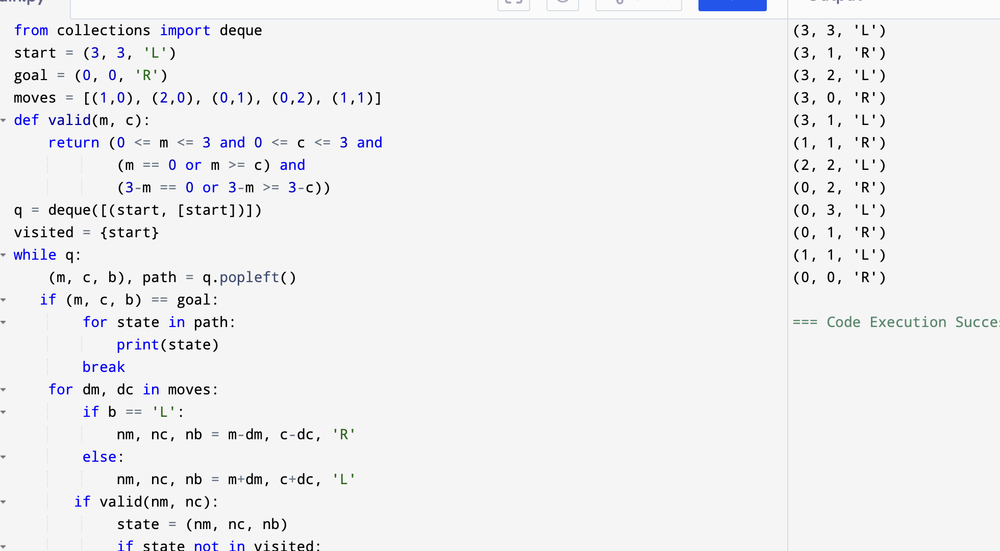 from collections import deque
start = (3, 3, 'L')
goal = (0, 0, 'R')
moves = [(1,0), (2,0), (0,1), (0,2), (1,1)]
def valid(m, c):
    return (0 <= m <= 3 and 0 <= c <= 3 and
            (m == 0 or m >= c) and
            (3-m == 0 or 3-m >= 3-c))
q = deque([(start, [start])])
visited = {start}
while q:
    (m, c, b), path = q.popleft()
   if (m, c, b) == goal:
        for state in path:
            print(state)
        break
    for dm, dc in moves:
        if b == 'L':
            nm, nc, nb = m-dm, c-dc, 'R'
        else:
            nm, nc, nb = m+dm, c+dc, 'L'
       if valid(nm, nc):
            state = (nm, nc, nb)
            if state not in visited:
(3, 3, 'L')
(3, 1, 'R')
(3, 2, 'L')
(3, 0, 'R')
(3, 1, 'L')
(1, 1, 'R')
(2, 2, 'L')
(0, 2, 'R')
(0, 3, 'L')
(0, 1, 'R')
(1, 1, 'L')
(0, 0, 'R')
=== Code Execution